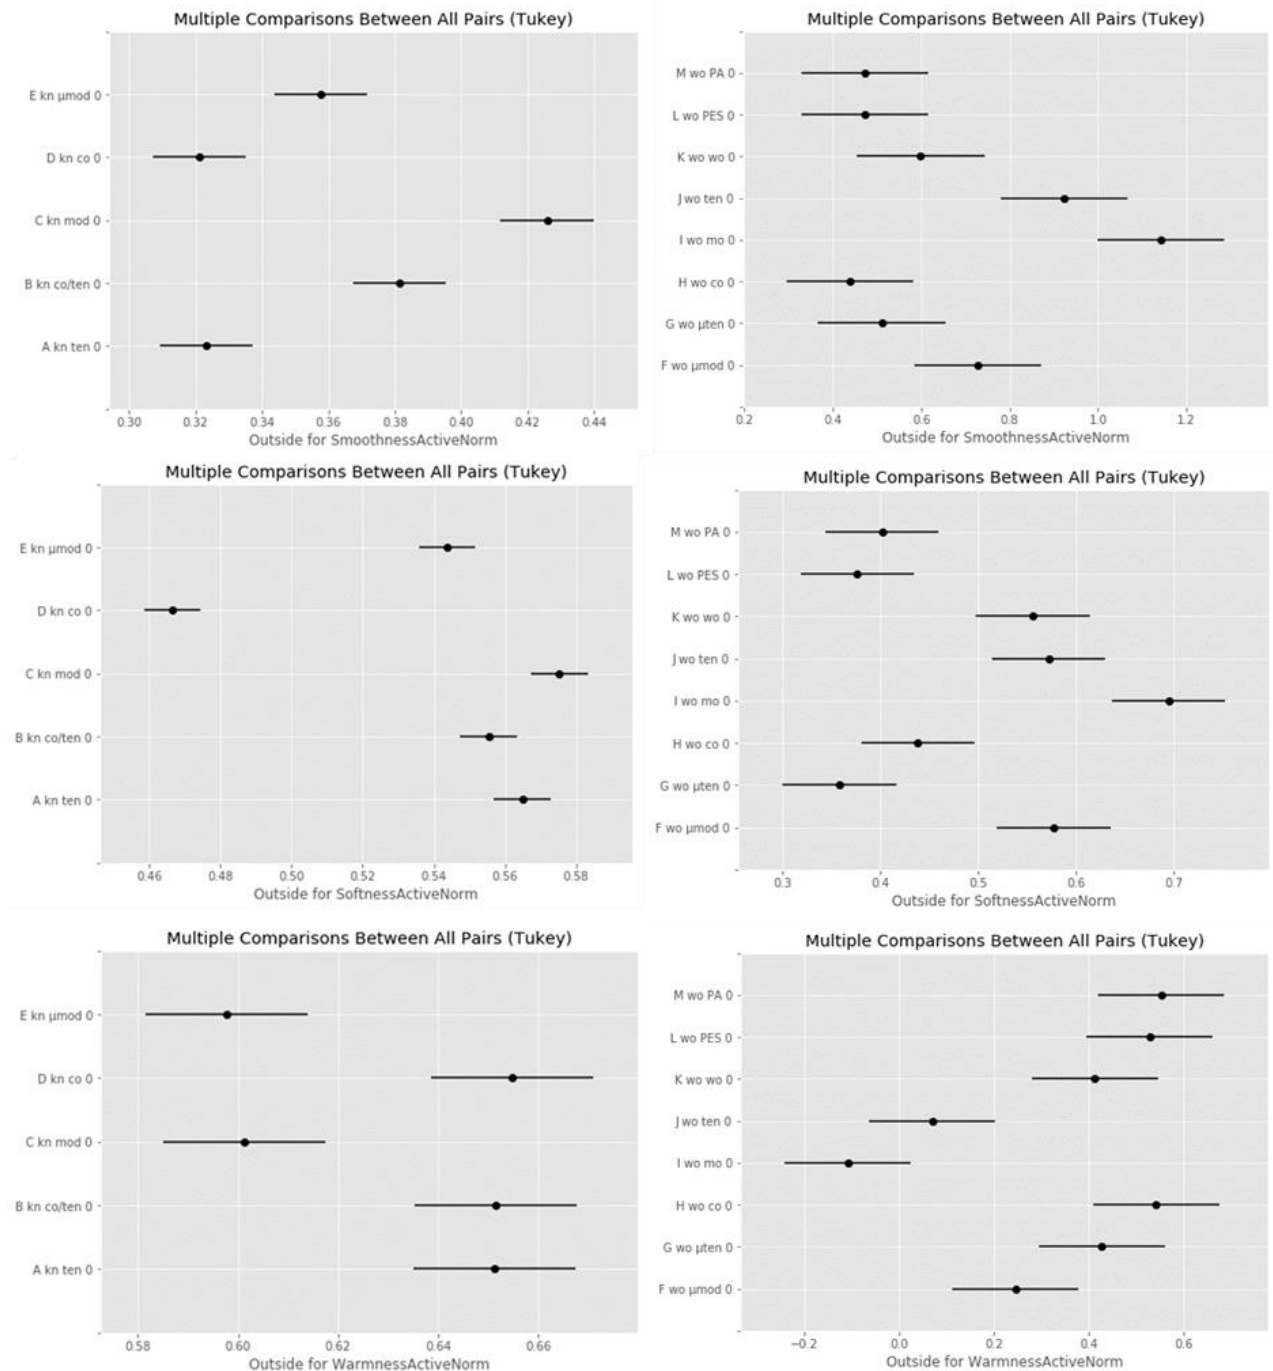 Multiple Comparisons Between All Pairs (Tukey)
E kn µmod 0
D kn co 0
C kn mod 0
B kn co/ten 0
A kn ten 0
0.30 0.32 0.34 0.36 0.38 0.40 0.42 0.44
Outside for SmoothnessActiveNorm
Multiple Comparisons Between All Pairs (Tukey)
M wo PA 0
L wo PES 0
K wo wo 0
J wo ten 0
I wo mo 0
H wo co 0
G wo µten 0
F wo µmod 0
0.2 0.4 0.6 0.8 1.0 1.2
Outside for SmoothnessActiveNorm
Multiple Comparisons Between All Pairs (Tukey)
E kn µmod 0
D kn co 0
C kn mod 0
B kn co/ten 0
A kn ten 0
0.46 0.48 0.50 0.52 0.54 0.56 0.58
Outside for SoftnessActiveNorm
Multiple Comparisons Between All Pairs (Tukey)
M wo PA 0
L wo PES 0
K wo wo 0
J wo ten 0
I wo mo 0
H wo co 0
G wo µten 0
F wo µmod 0
0.3 0.4 0.5 0.6 0.7
Outside for SoftnessActiveNorm
Multiple Comparisons Between All Pairs (Tukey)
E kn µmod 0
D kn co 0
C kn mod 0
B kn co/ten 0
A kn ten 0
0.58 0.60 0.62 0.64 0.66
Outside for WarmnessActiveNorm
Multiple Comparisons Between All Pairs (Tukey)
M wo PA 0
L wo PES 0
K wo wo 0
J wo ten 0
I wo mo 0
H wo co 0
G wo µten 0
F wo µmod 0
−0.2 0.0 0.2 0.4 0.6
Outside for WarmnessActiveNorm